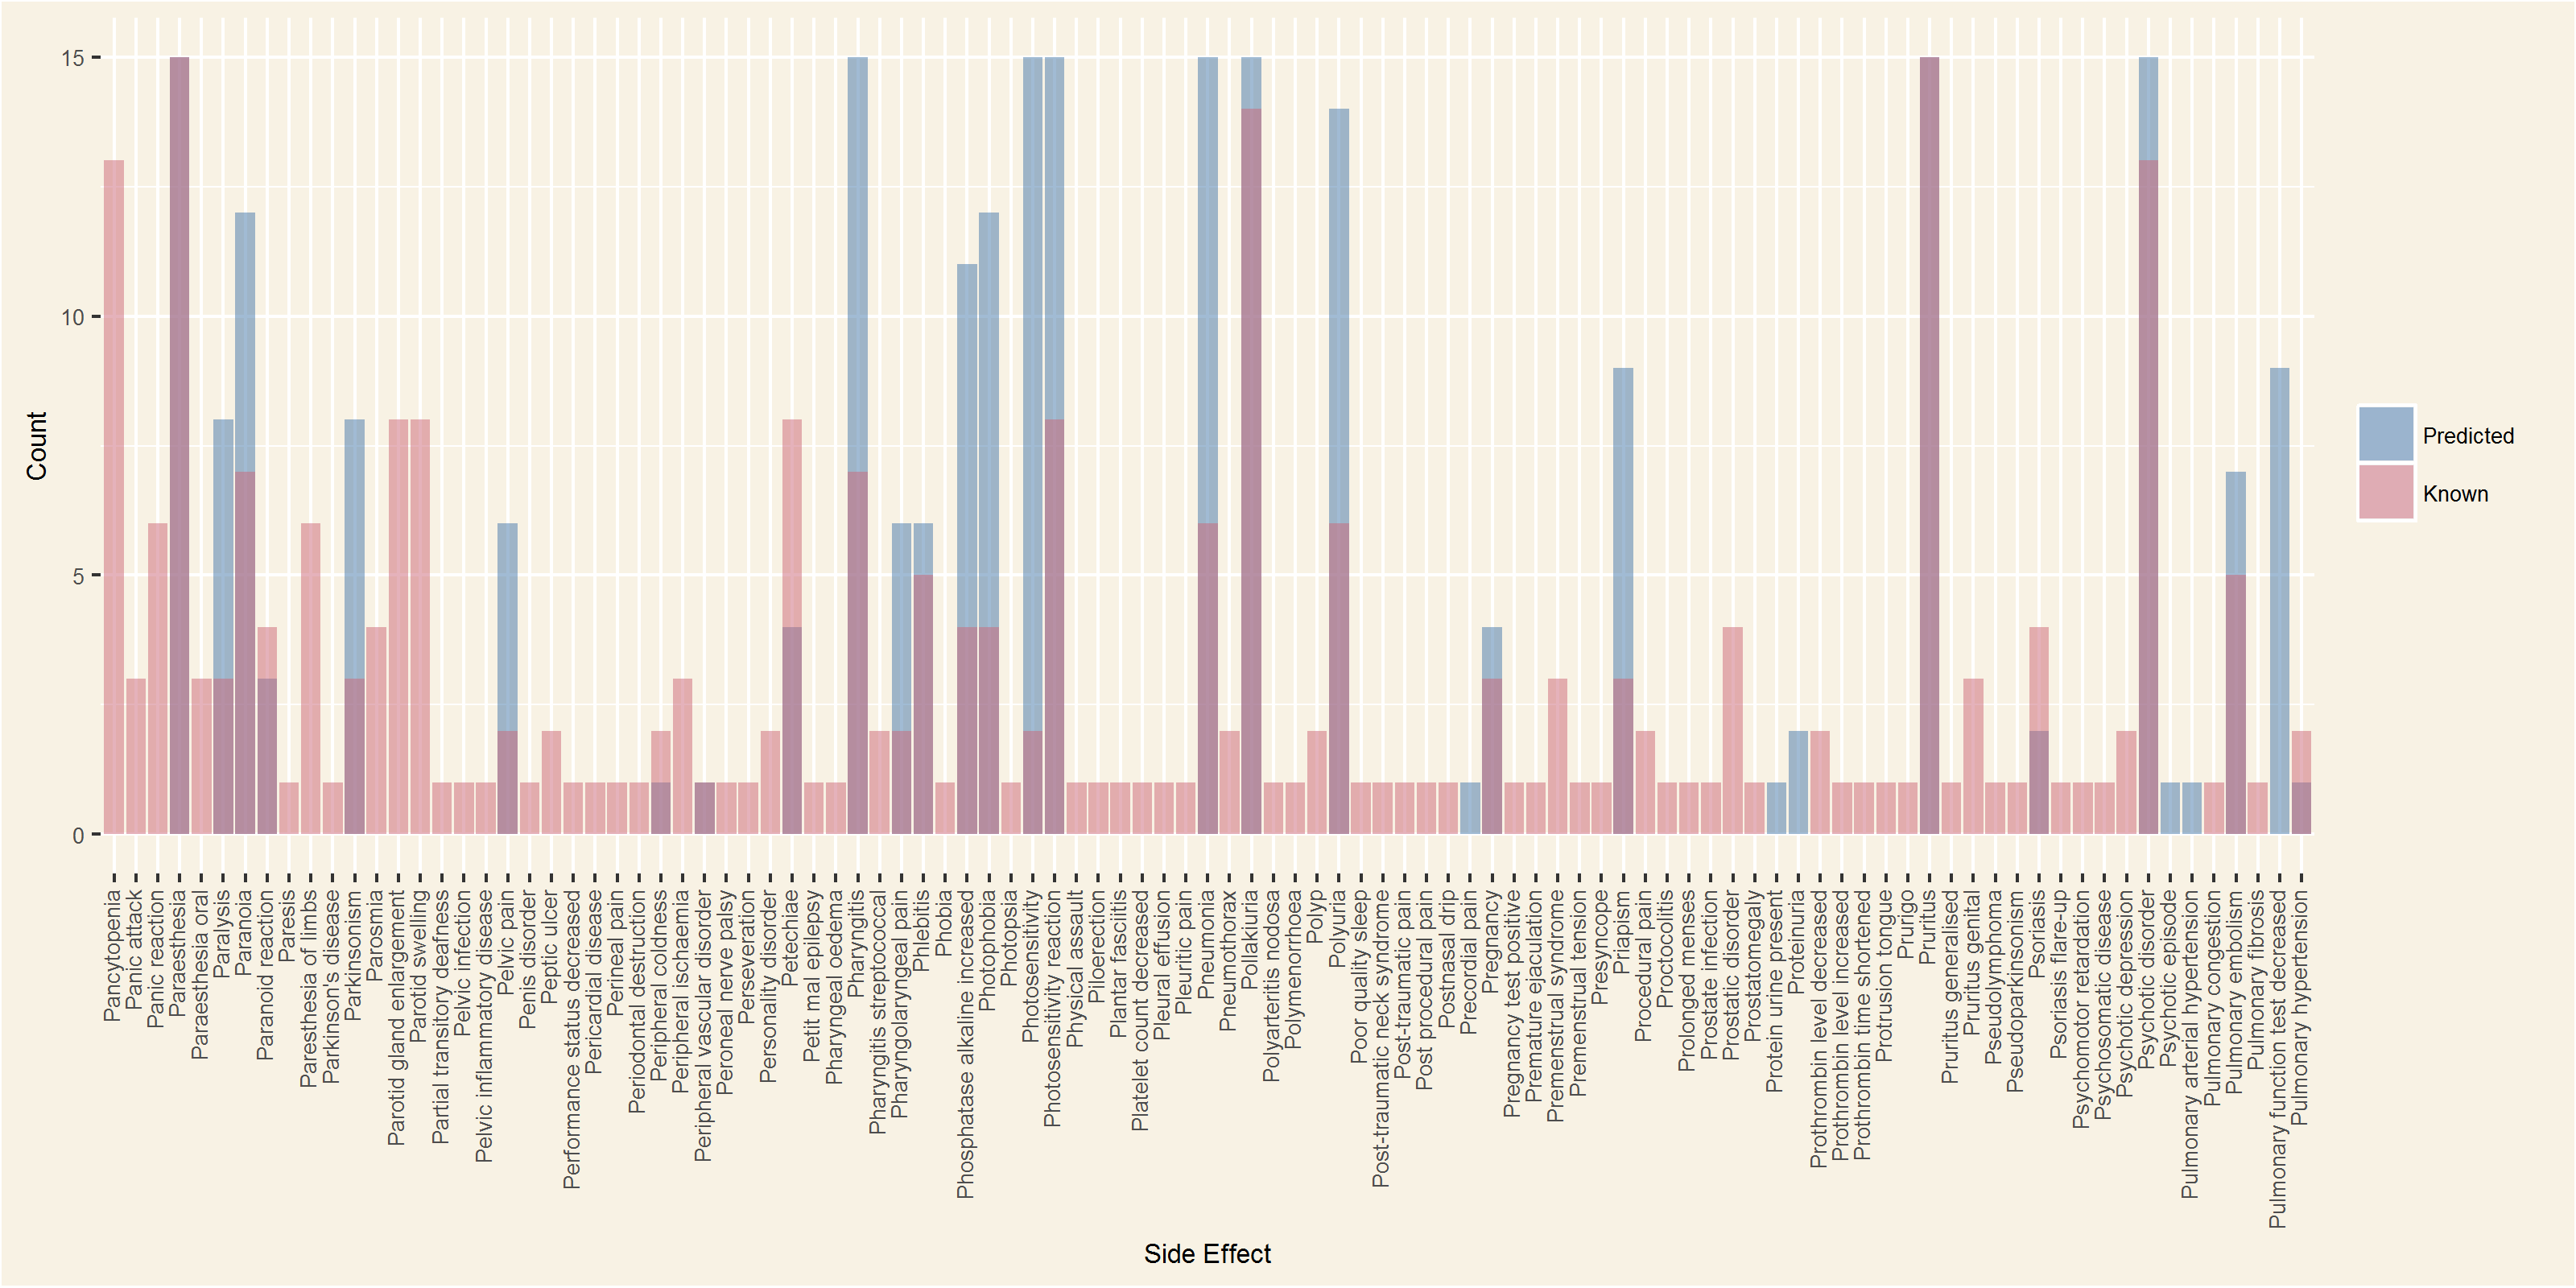 15
10
5
0
Count
Pancytopenia
Panic attack
Panic reaction
Paraesthesia
Paraesthesia oral
Paralysis
Paranoia
Paranoid reaction
Paresis
Paresthesia of limbs
Parkinson's disease
Parkinsonism
Parosmia
Parotid gland enlargement
Parotid swelling
Partial transitory deafness
Pelvic infection
Pelvic inflammatory disease
Pelvic pain
Penis disorder
Peptic ulcer
Performance status decreased
Pericardial disease
Perineal pain
Periodontal destruction
Peripheral coldness
Peripheral ischaemia
Peripheral vascular disorder
Peroneal nerve palsy
Perseveration
Personality disorder
Petechiae
Petit mal epilepsy
Pharyngeal oedema
Pharyngitis
Pharyngitis streptococcal
Pharyngolaryngeal pain
Phlebitis
Phobia
Phosphatase alkaline increased
Photophobia
Photopsia
Photosensitivity
Photosensitivity reaction
Physical assault
Piloerection
Plantar fasciitis
Platelet count decreased
Pleural effusion
Pleuritic pain
Pneumonia
Pneumothorax
Pollakiuria
Polyarteritis nodosa
Polymenorrhoea
Polyp
Polyuria
Poor quality sleep
Post-traumatic neck syndrome
Post-traumatic pain
Post procedural pain
Postnasal drip
Precordial pain
Pregnancy
Pregnancy test positive
Premature ejaculation
Premenstrual syndrome
Premenstrual tension
Presyncope
Priapism
Procedural pain
Proctocolitis
Prolonged menses
Prostate infection
Prostatic disorder
Prostatomegaly
Protein urine present
Proteinuria
Prothrombin level decreased
Prothrombin level increased
Prothrombin time shortened
Protrusion tongue
Prurigo
Pruritus
Pruritus generalised
Pruritus genital
Pseudolymphoma
Pseudoparkinsonism
Psoriasis
Psoriasis flare-up
Psychomotor retardation
Psychosomatic disease
Psychotic depression
Psychotic disorder
Psychotic episode
Pulmonary arterial hypertension
Pulmonary congestion
Pulmonary embolism
Pulmonary fibrosis
Pulmonary function test decreased
Pulmonary hypertension
Side Effect
Predicted
Known